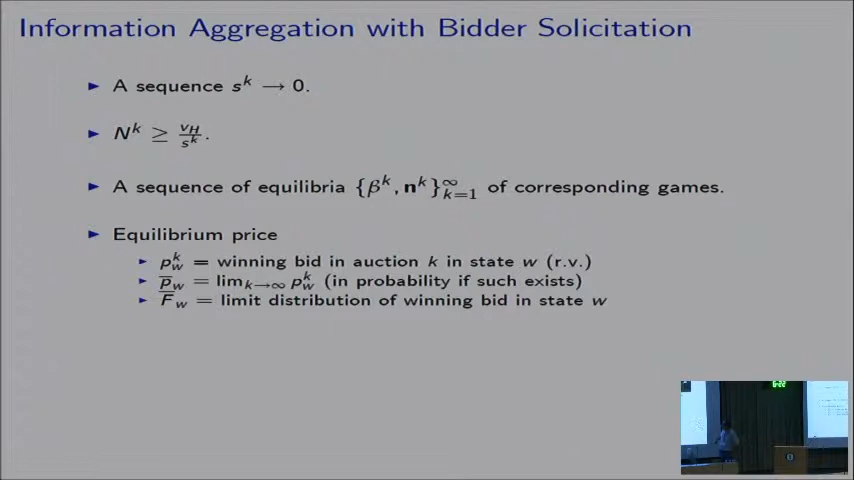 Information Aggregation with Bidder Solicitation
► A sequence s^k → 0.
► N^k ≥ v_H / s^k.
► A sequence of equilibria {β^k, n^k}_{k=1}^∞ of corresponding games.
► Equilibrium price
► p_w^k = winning bid in auction k in state w (r.v.)
► p̅_w = lim_{k→∞} p_w^k (in probability if such exists)
► F̅_w = limit distribution of winning bid in state w